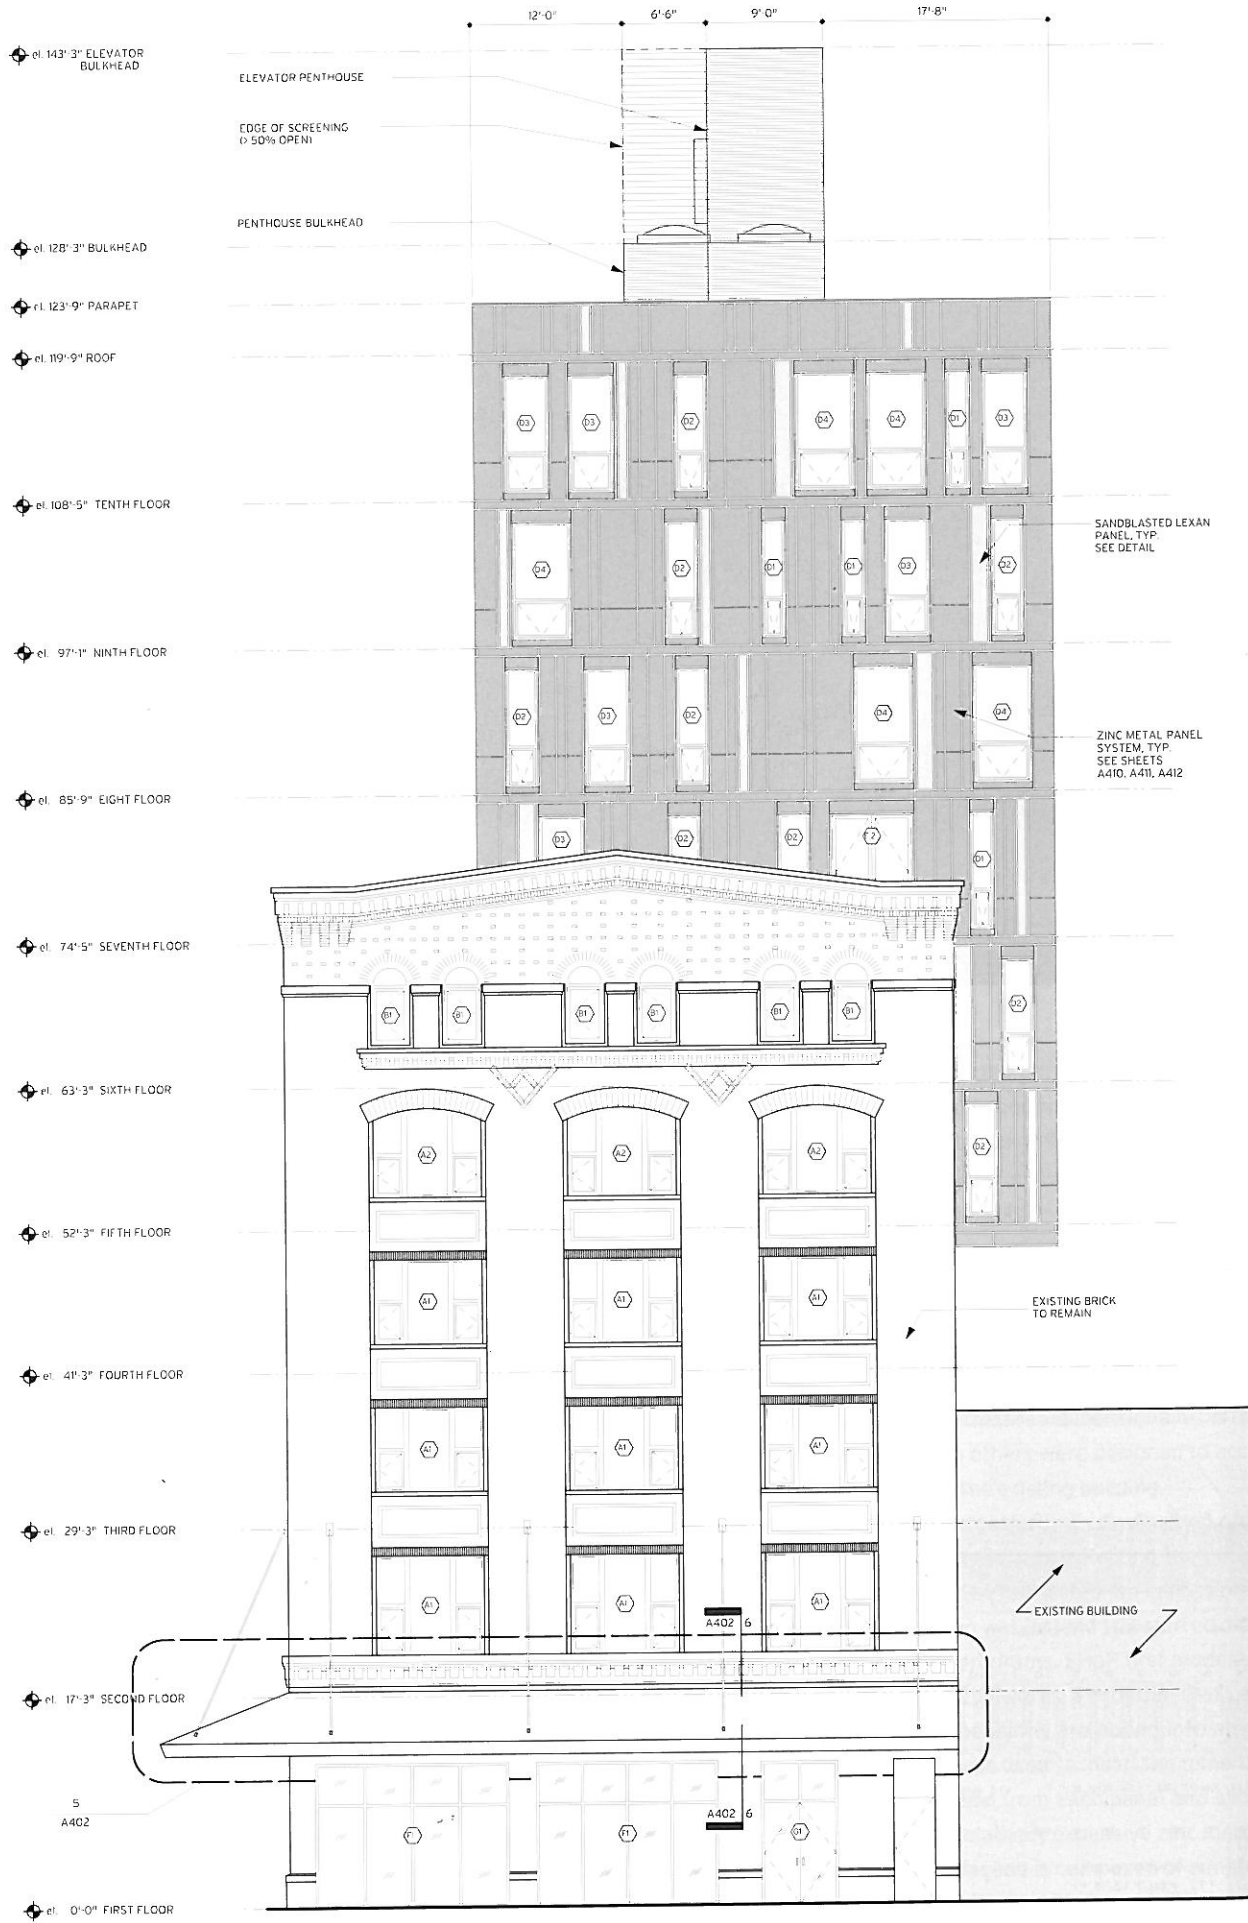 12'-0" 6'-6" 9'-0" 17'-8"
el. 143'-3" ELEVATOR
BULKHEAD
ELEVATOR PENTHOUSE
EDGE OF SCREENING
(> 50% OPEN)
PENTHOUSE BULKHEAD
el. 128'-3" BULKHEAD
el. 123'-9" PARAPET
el. 119'-9" ROOF
D3 D3 D2 D4 D4 D1 D3
el. 108'-5" TENTH FLOOR
SANDBLASTED LEXAN
PANEL, TYP.
SEE DETAIL
D4 D2 D1 D1 D3 D2
el. 97'-1" NINTH FLOOR
D2 D3 D2 D4 D4
ZINC METAL PANEL
SYSTEM, TYP.
SEE SHEETS
A410, A411, A412
el. 85'-9" EIGHT FLOOR
D3 D2 D2 D1
el. 74'-5" SEVENTH FLOOR
B1 B1 B1 B1 B1 B1 D2
el. 63'-3" SIXTH FLOOR
A2 A2 A2 D2
el. 52'-3" FIFTH FLOOR
A1 A1 A1
EXISTING BRICK
TO REMAIN
el. 41'-3" FOURTH FLOOR
A1 A1 A1
el. 29'-3" THIRD FLOOR
A1 A1 A1
EXISTING BUILDING
A402 6
el. 17'-3" SECOND FLOOR
5
A402
A402 6
F1 F1 G1
el. 0'-0" FIRST FLOOR